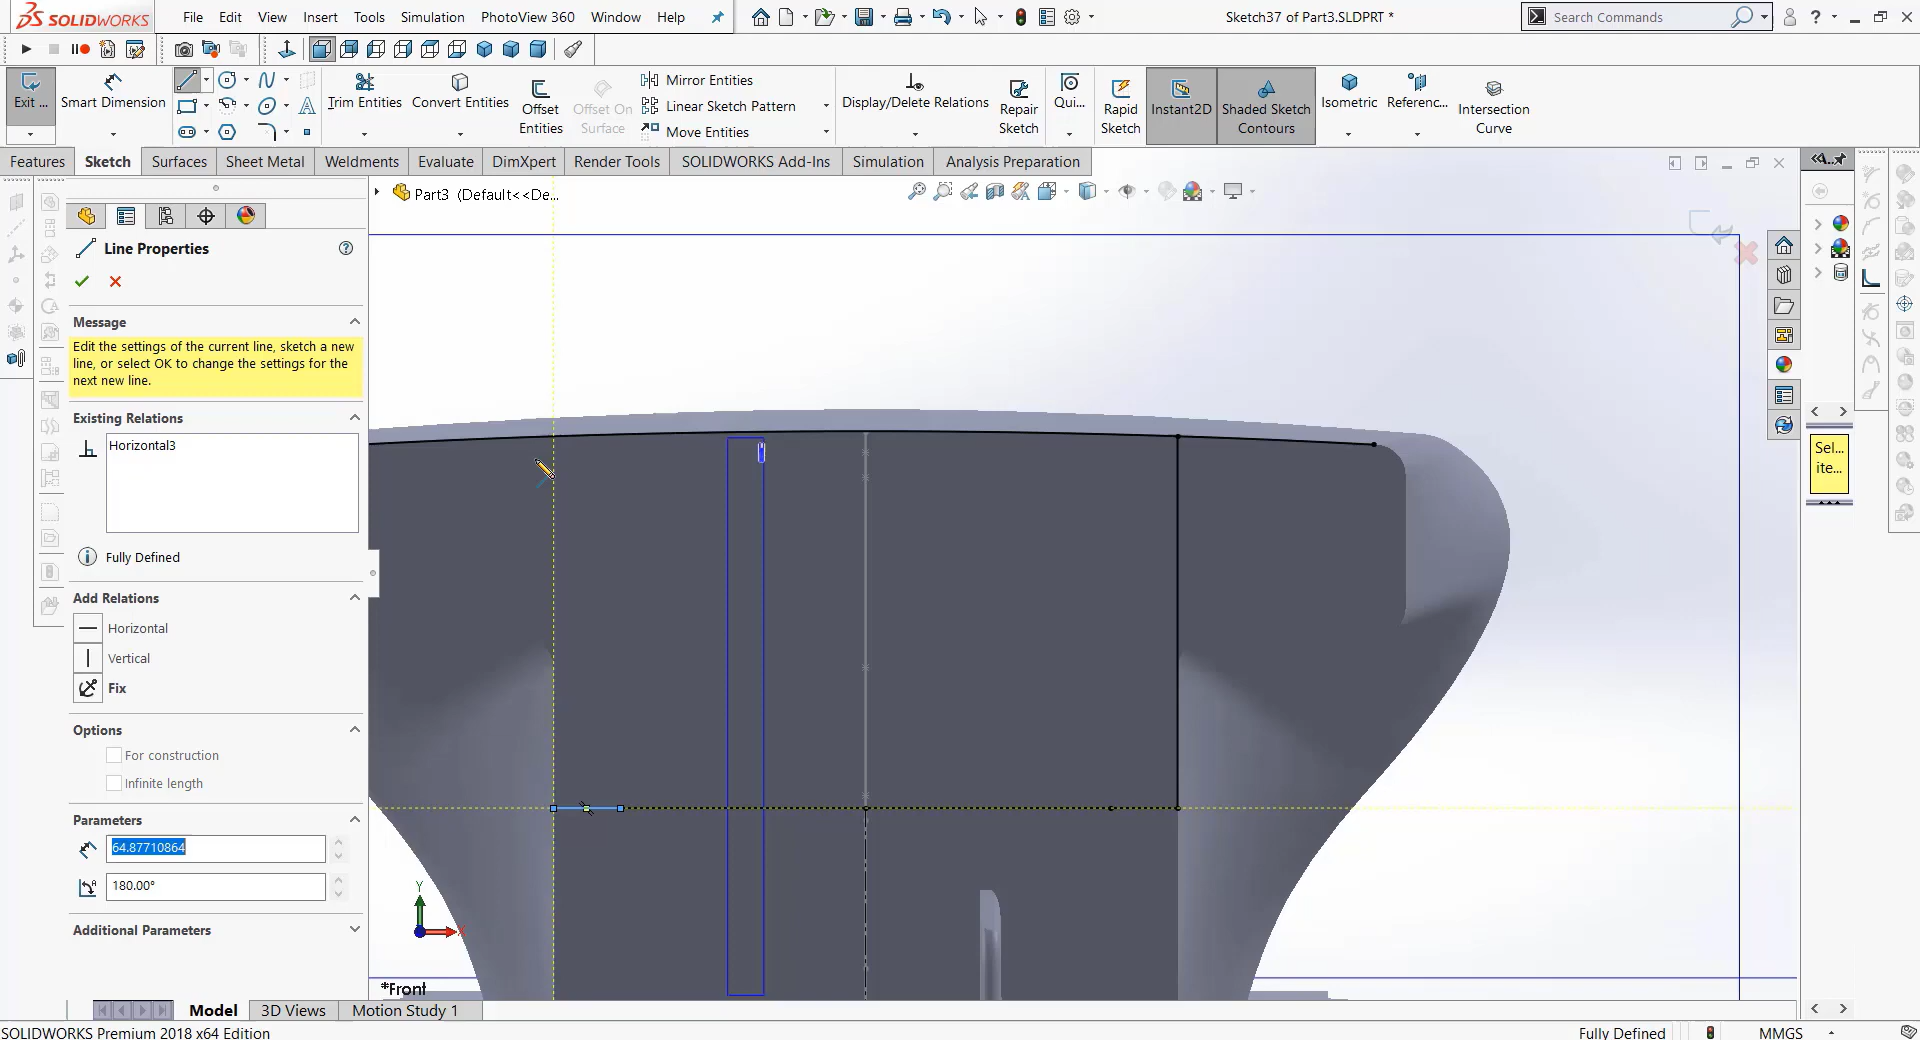 SOLIDWORKS File Edit View Insert Tools Simulation PhotoView 360 Window Help Sketch37 of Part3.SLDPRT * Search Commands ?
Exit ... Smart Dimension Trim Entities Convert Entities Offset Entities Offset On Surface Mirror Entities Linear Sketch Pattern Move Entities Display/Delete Relations Repair Sketch Qui... Rapid Sketch Instant2D Shaded Sketch Contours Isometric Referenc... Intersection Curve
Features Sketch Surfaces Sheet Metal Weldments Evaluate DimXpert Render Tools SOLIDWORKS Add-Ins Simulation Analysis Preparation
Part3 (Default<<De...
Line Properties
Message
Edit the settings of the current line, sketch a new
line, or select OK to change the settings for the
next new line.
Existing Relations
Horizontal3
Fully Defined
Add Relations
Horizontal
Vertical
Fix
Options
For construction
Infinite length
Parameters
64.87710864
180.00°
Additional Parameters
Y
X
*Front
Sel...
ite...
Model 3D Views Motion Study 1
SOLIDWORKS Premium 2018 x64 Edition Fully Defined MMGS